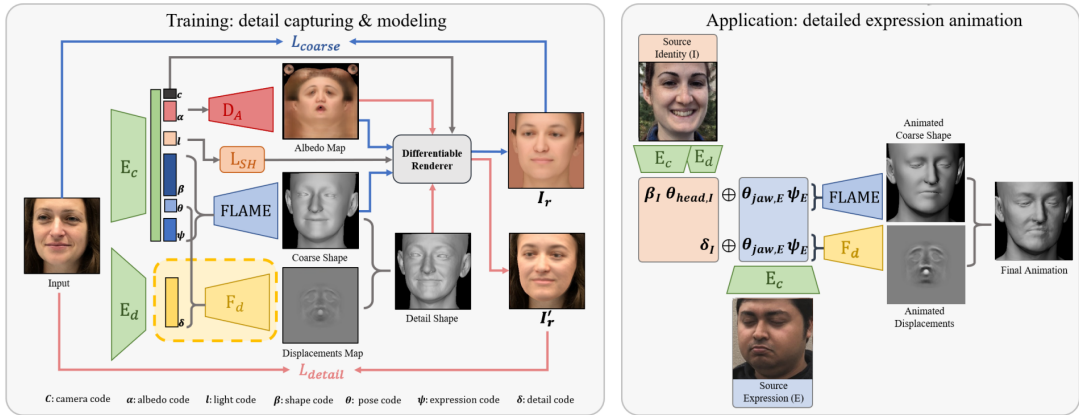 Training: detail capturing & modeling
L_coarse
c
α
l
β
θ
ψ
δ
E_c
E_d
D_A
L_SH
FLAME
F_d
Albedo Map
Coarse Shape
Displacements Map
Differentiable
Renderer
Detail Shape
I_r
I'_r
Input
L_detail
C: camera code α: albedo code l: light code β: shape code θ: pose code ψ: expression code δ: detail code
Application: detailed expression animation
Source
Identity (I)
E_c E_d
β_I θ_head,I ⊕ θ_jaw,E ψ_E
FLAME
δ_I ⊕ θ_jaw,E ψ_E
F_d
E_c
Source
Expression (E)
Animated
Coarse Shape
Animated
Displacements
Final Animation